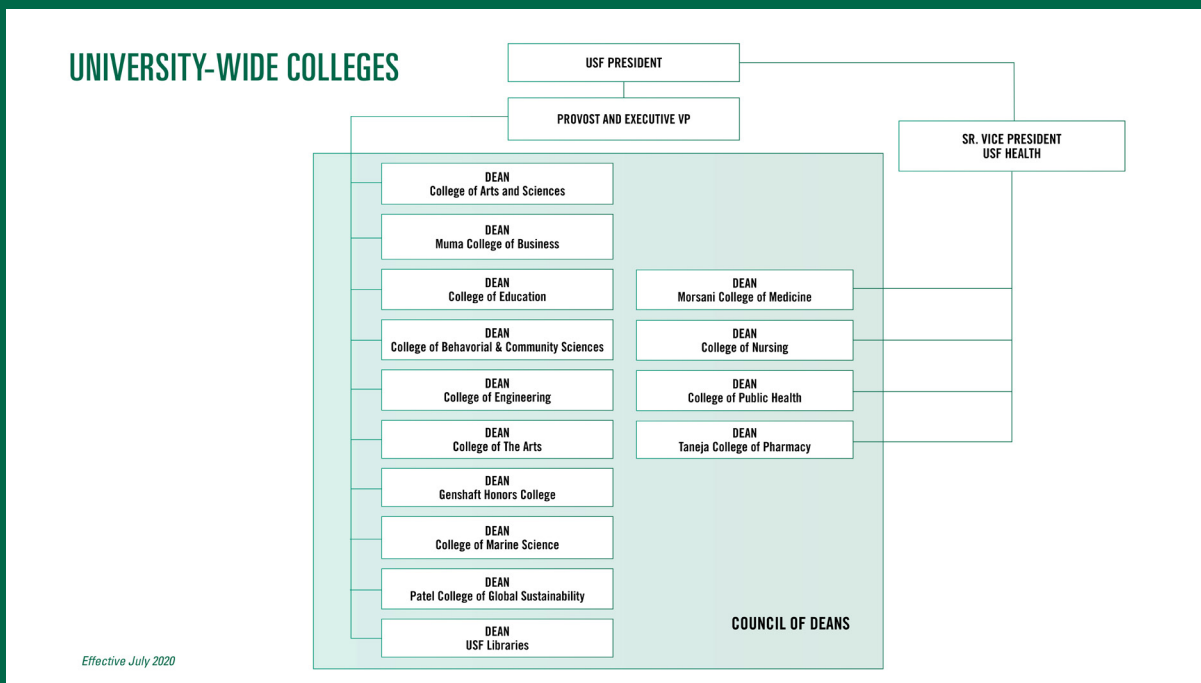 UNIVERSITY-WIDE COLLEGES
USF PRESIDENT
PROVOST AND EXECUTIVE VP
SR. VICE PRESIDENT
USF HEALTH
DEAN
College of Arts and Sciences
DEAN
Muma College of Business
DEAN
College of Education
DEAN
College of Behavorial & Community Sciences
DEAN
College of Engineering
DEAN
College of The Arts
DEAN
Genshaft Honors College
DEAN
College of Marine Science
DEAN
Patel College of Global Sustainability
DEAN
USF Libraries
DEAN
Morsani College of Medicine
DEAN
College of Nursing
DEAN
College of Public Health
DEAN
Taneja College of Pharmacy
COUNCIL OF DEANS
Effective July 2020